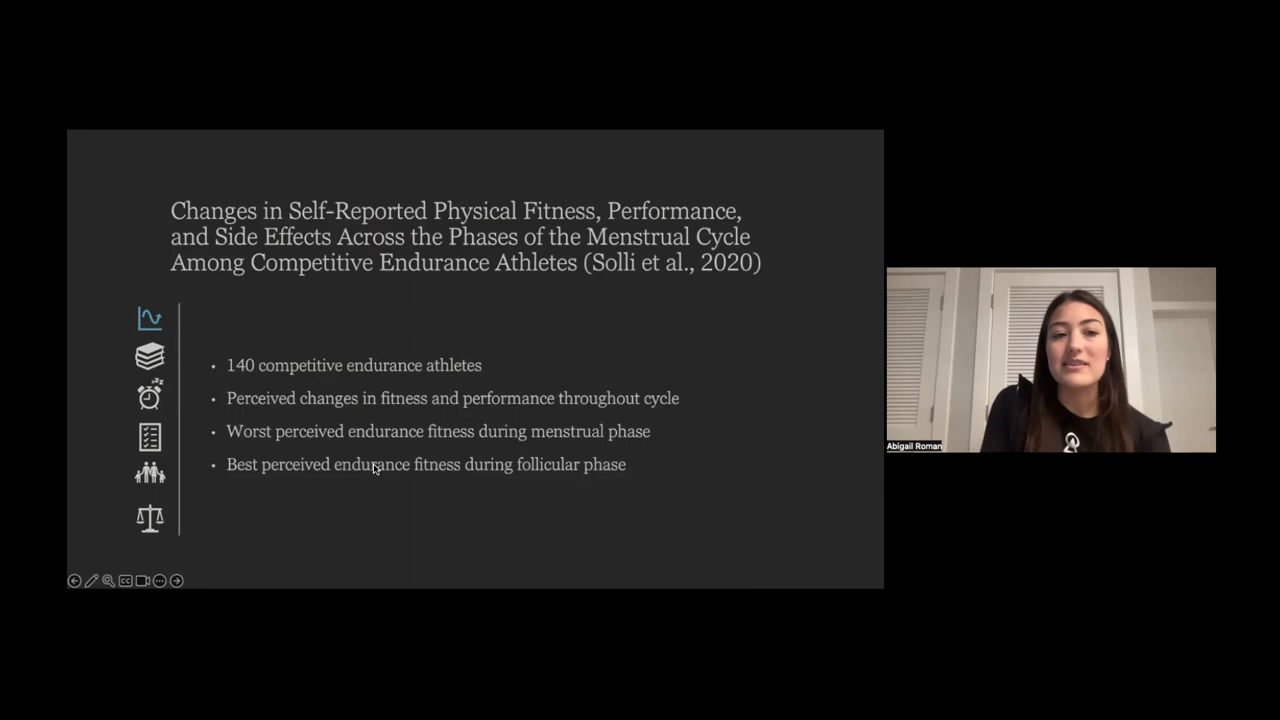 Changes in Self-Reported Physical Fitness, Performance,
and Side Effects Across the Phases of the Menstrual Cycle
Among Competitive Endurance Athletes (Solli et al., 2020)
zzz
• 140 competitive endurance athletes
• Perceived changes in fitness and performance throughout cycle
• Worst perceived endurance fitness during menstrual phase
• Best perceived endurance fitness during follicular phase
CC
Abigail Roman